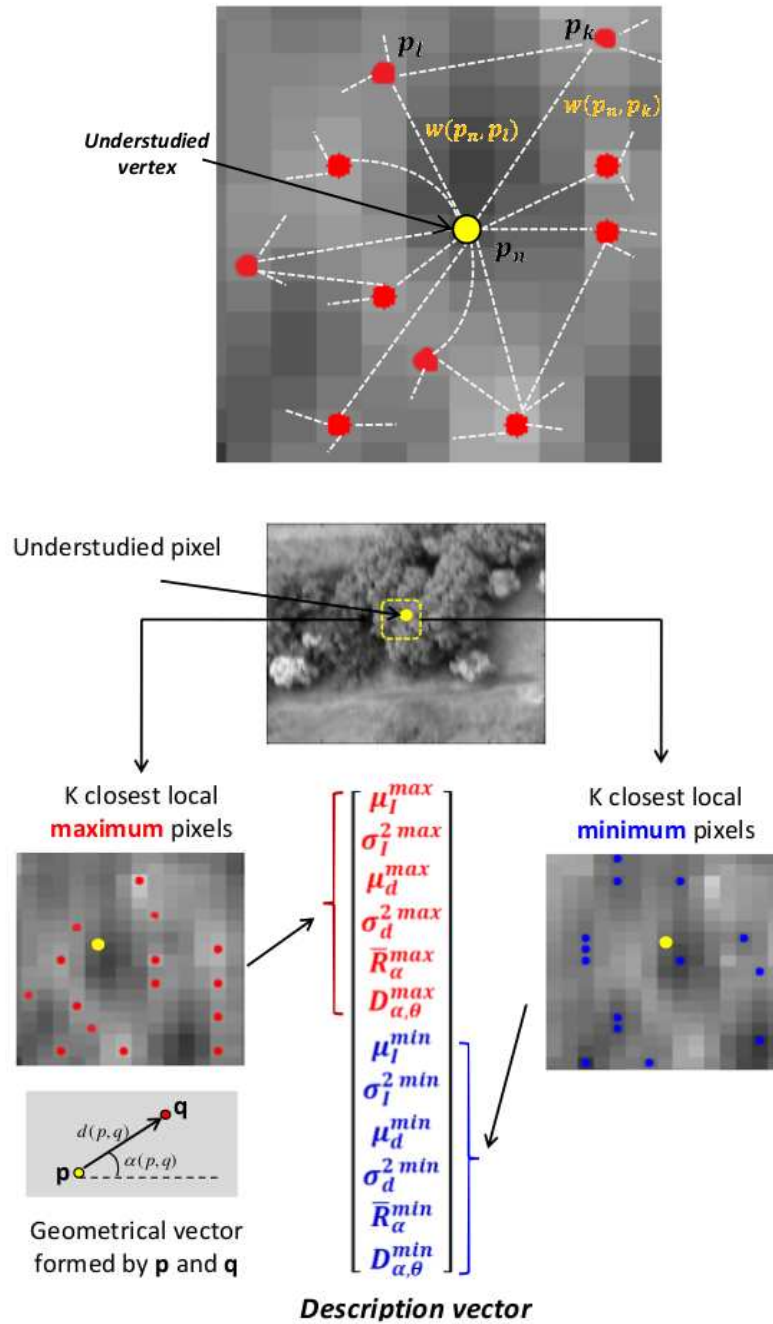 p_l
p_k
w(p_n, p_l)
w(p_n, p_k)
Understudied
vertex
p_n
Understudied pixel
K closest local
maximum pixels
K closest local
minimum pixels
μ_I^max
σ_I^2 max
μ_d^max
σ_d^2 max
R̅_α^max
D_α,θ^max
μ_I^min
σ_I^2 min
μ_d^min
σ_d^2 min
R̅_α^min
D_α,θ^min
q
d(p,q)
α(p,q)
p
Geometrical vector
formed by p and q
Description vector